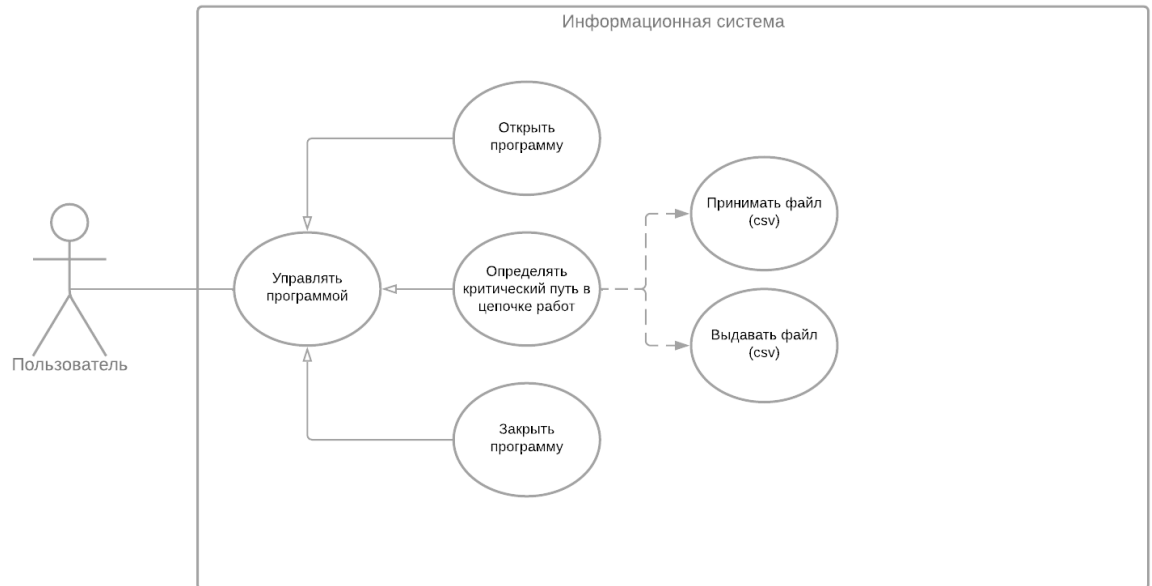 Информационная система
Открыть
программу
Принимать файл
(csv)
Управлять
программой
Определять
критический путь в
цепочке работ
Выдавать файл
(csv)
Пользователь
Закрыть
программу